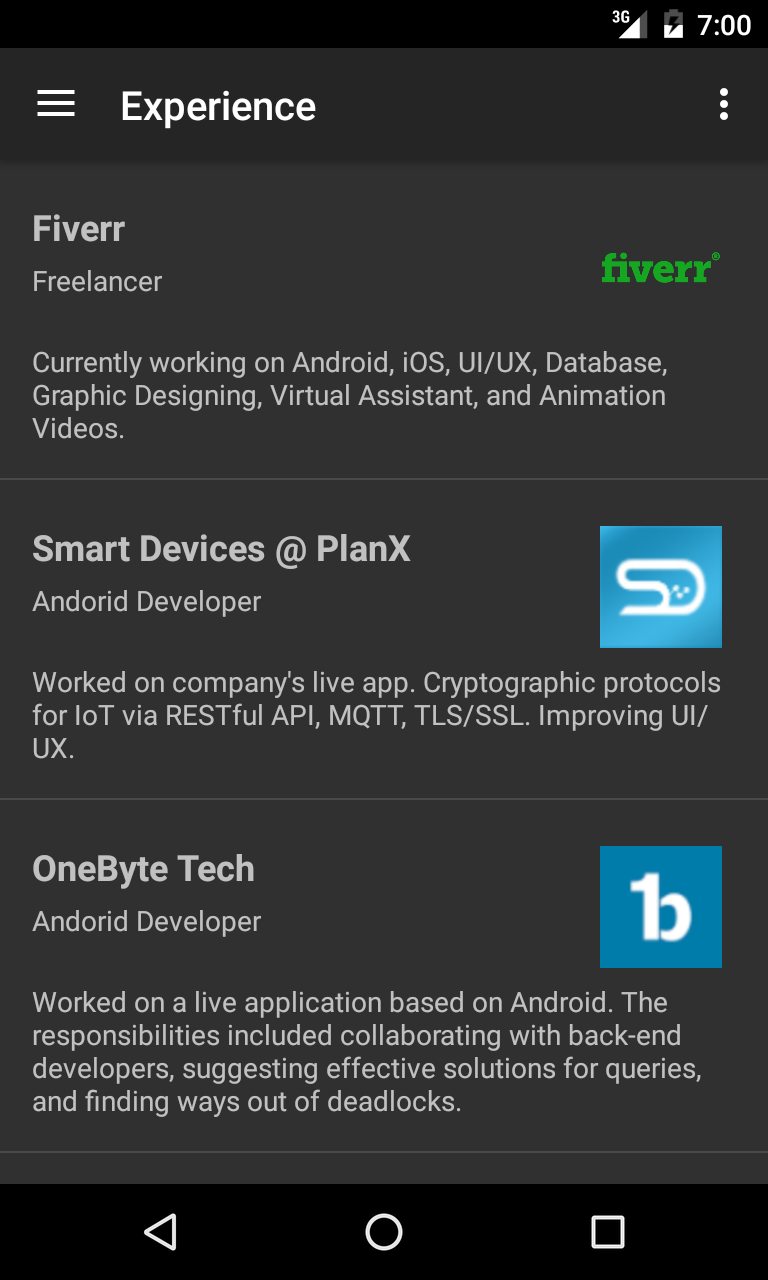 3G 7:00
Experience
Fiverr
Freelancer
fiverr®
Currently working on Android, iOS, UI/UX, Database,
Graphic Designing, Virtual Assistant, and Animation
Videos.
Smart Devices @ PlanX
Andorid Developer
SD
Worked on company's live app. Cryptographic protocols
for IoT via RESTful API, MQTT, TLS/SSL. Improving UI/
UX.
OneByte Tech
Andorid Developer
1b
Worked on a live application based on Android. The
responsibilities included collaborating with back-end
developers, suggesting effective solutions for queries,
and finding ways out of deadlocks.